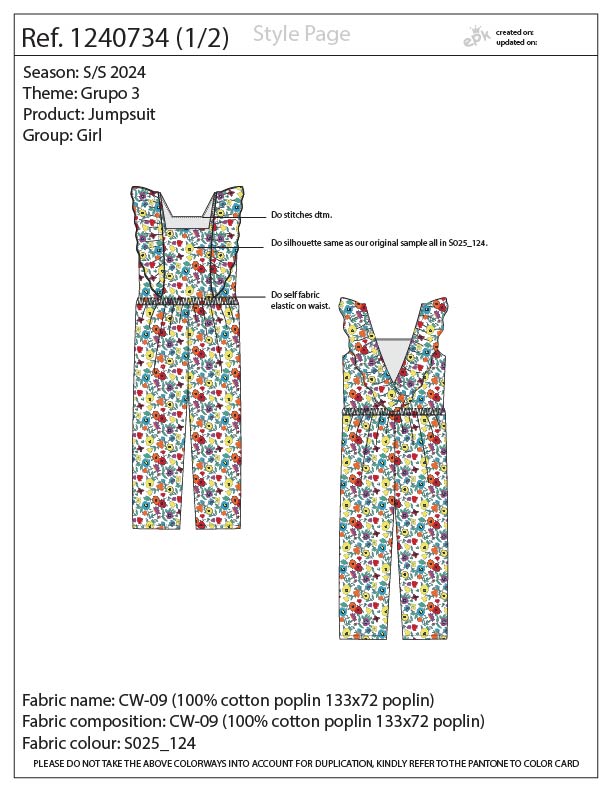 Ref. 1240734 (1/2)
Style Page
epk
created on:
updated on:
Season: S/S 2024
Theme: Grupo 3
Product: Jumpsuit
Group: Girl
Do stitches dtm.
Do silhouette same as our original sample all in S025_124.
Do self fabric
elastic on waist.
Fabric name: CW-09 (100% cotton poplin 133x72 poplin)
Fabric composition: CW-09 (100% cotton poplin 133x72 poplin)
Fabric colour: S025_124
PLEASE DO NOT TAKE THE ABOVE COLORWAYS INTO ACCOUNT FOR DUPLICATION, KINDLY REFER TO THE PANTONE TO COLOR CARD